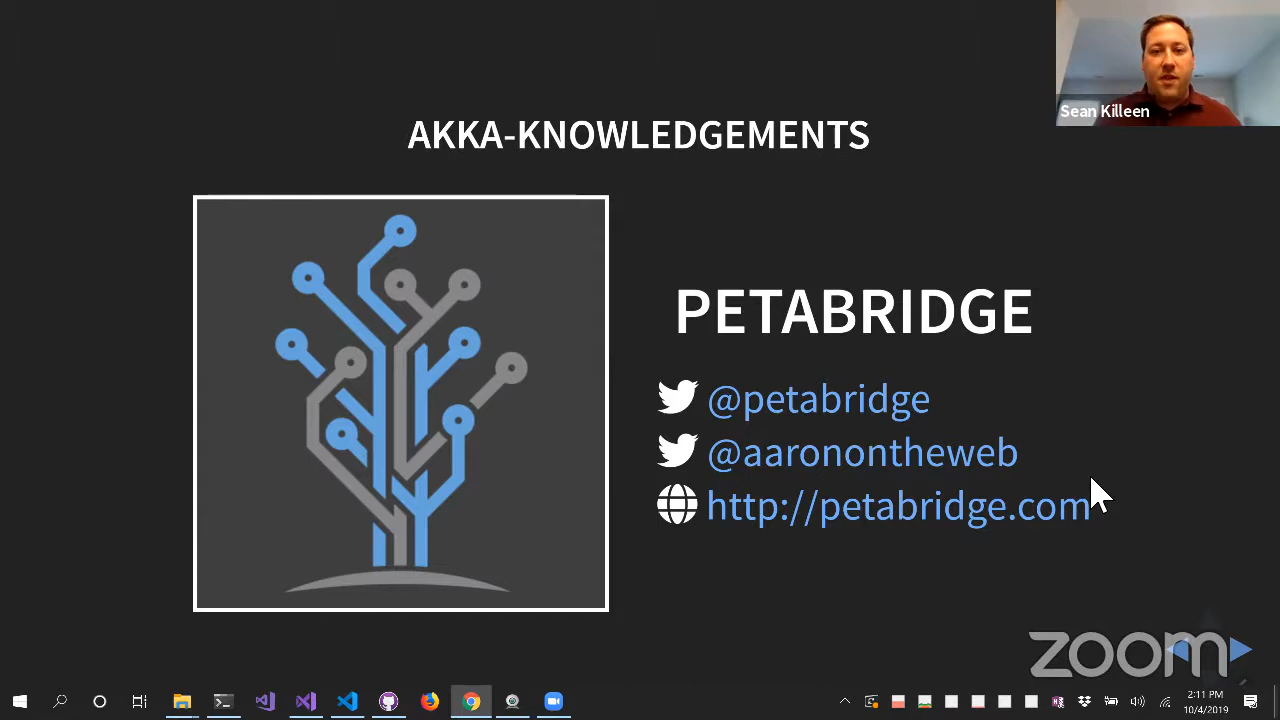 Sean Killeen
AKKA-KNOWLEDGEMENTS
PETABRIDGE
@petabridge
@aaronontheweb
http://petabridge.com
zoom
2:11 PM
10/4/2019